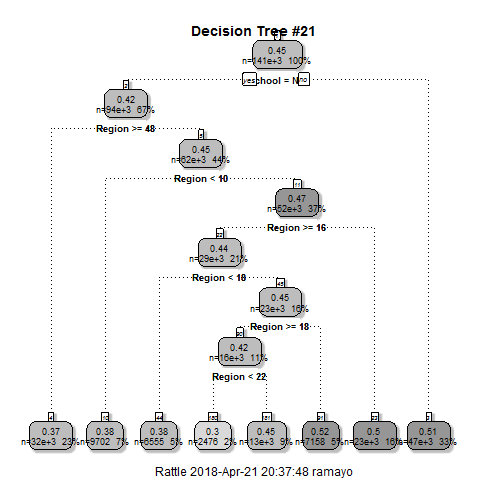 Decision Tree #21
1
0.45
n=141e+3 100%
yes school = N no
2
0.42
n=94e+3 67%
Region >= 48
5
0.45
n=62e+3 44%
Region < 10
11
0.47
n=52e+3 37%
Region >= 16
22
0.44
n=29e+3 21%
Region < 18
45
0.45
n=23e+3 16%
Region >= 18
90
0.42
n=16e+3 11%
Region < 22
4 10 44 180 181 91 23 3
0.37 0.38 0.38 0.3 0.45 0.52 0.5 0.51
n=32e+3 23% n=9702 7% n=6555 5% n=2476 2% n=13e+3 9% n=7158 5% n=23e+3 16% n=47e+3 33%
Rattle 2018-Apr-21 20:37:48 ramayo